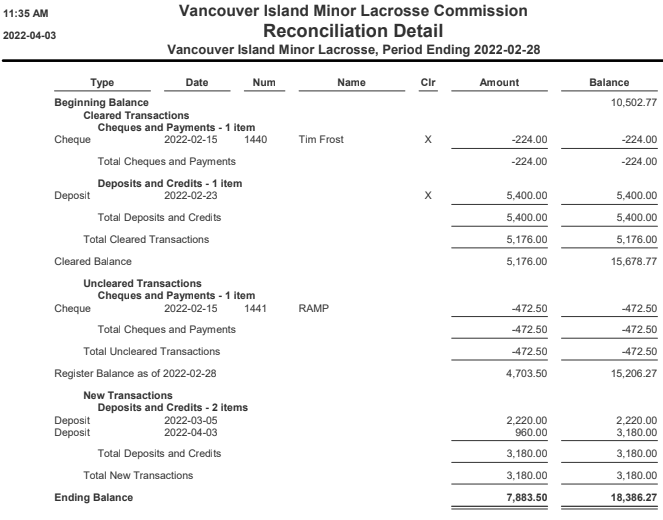 11:35 AM Vancouver Island Minor Lacrosse Commission
2022-04-03 Reconciliation Detail
Vancouver Island Minor Lacrosse, Period Ending 2022-02-28
Type Date Num Name Clr Amount Balance
Beginning Balance 10,502.77
Cleared Transactions
Cheques and Payments - 1 item
Cheque 2022-02-15 1440 Tim Frost X -224.00 -224.00
Total Cheques and Payments -224.00 -224.00
Deposits and Credits - 1 item
Deposit 2022-02-23 X 5,400.00 5,400.00
Total Deposits and Credits 5,400.00 5,400.00
Total Cleared Transactions 5,176.00 5,176.00
Cleared Balance 5,176.00 15,678.77
Uncleared Transactions
Cheques and Payments - 1 item
Cheque 2022-02-15 1441 RAMP -472.50 -472.50
Total Cheques and Payments -472.50 -472.50
Total Uncleared Transactions -472.50 -472.50
Register Balance as of 2022-02-28 4,703.50 15,206.27
New Transactions
Deposits and Credits - 2 items
Deposit 2022-03-05 2,220.00 2,220.00
Deposit 2022-04-03 960.00 3,180.00
Total Deposits and Credits 3,180.00 3,180.00
Total New Transactions 3,180.00 3,180.00
Ending Balance 7,883.50 18,386.27